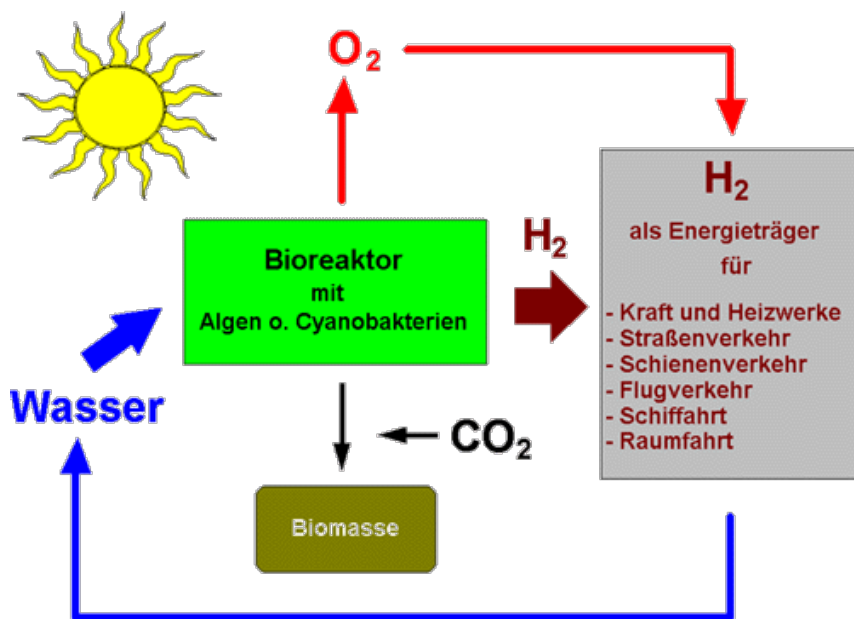 O₂
H₂
als Energieträger
für
- Kraft und Heizwerke
- Straßenverkehr
- Schienenverkehr
- Flugverkehr
- Schiffahrt
- Raumfahrt
H₂
Bioreaktor
mit
Algen o. Cyanobakterien
Wasser
CO₂
Biomasse